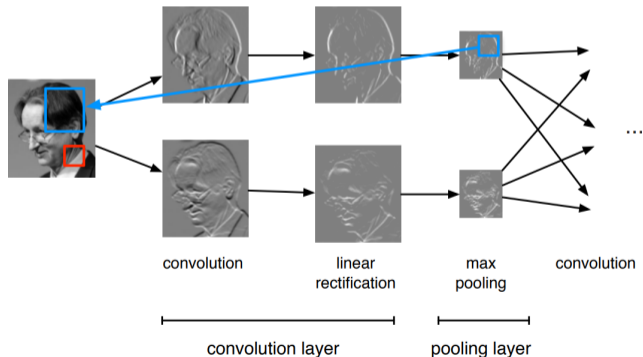 ...
convolution
linear
rectification
max
pooling
convolution
convolution layer
pooling layer